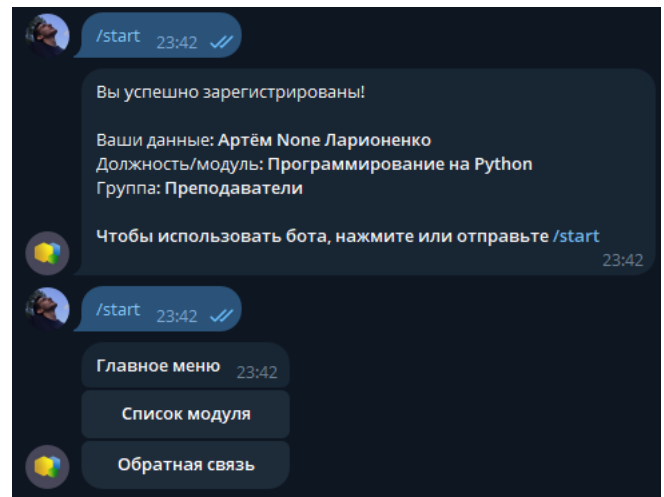 /start 23:42
Вы успешно зарегистрированы!
Ваши данные: Артём None Ларионенко
Должность/модуль: Программирование на Python
Группа: Преподаватели
Чтобы использовать бота, нажмите или отправьте /start
23:42
/start 23:42
Главное меню 23:42
Список модуля
Обратная связь